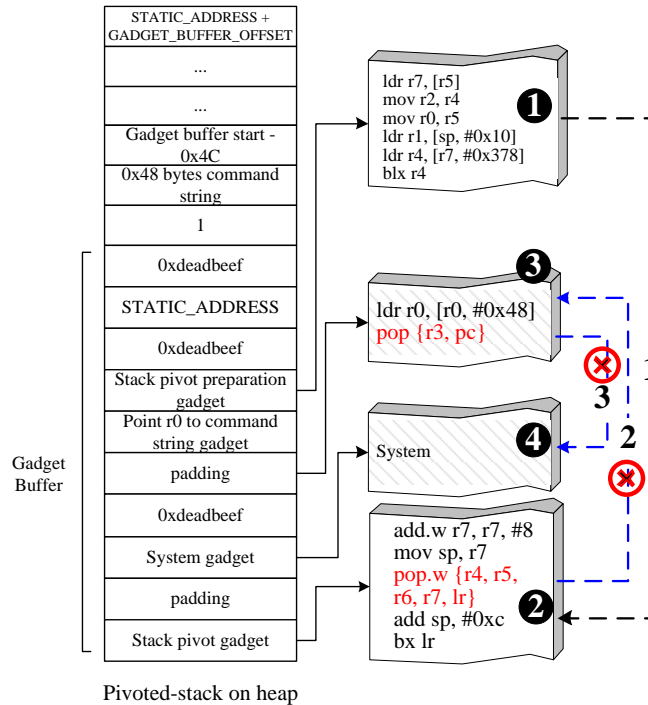 STATIC_ADDRESS +
GADGET_BUFFER_OFFSET
...
...
Gadget buffer start -
0x4C
0x48 bytes command
string
1
0xdeadbeef
STATIC_ADDRESS
0xdeadbeef
Stack pivot preparation
gadget
Point r0 to command
string gadget
padding
0xdeadbeef
System gadget
padding
Stack pivot gadget
Gadget
Buffer
Pivoted-stack on heap
ldr r7, [r5]
mov r2, r4
mov r0, r5
ldr r1, [sp, #0x10]
ldr r4, [r7, #0x378]
blx r4
1
3
ldr r0, [r0, #0x48]
pop {r3, pc}
3
2
1
System
4
add.w r7, r7, #8
mov sp, r7
pop.w {r4, r5,
r6, r7, lr}
add sp, #0xc
bx lr
2